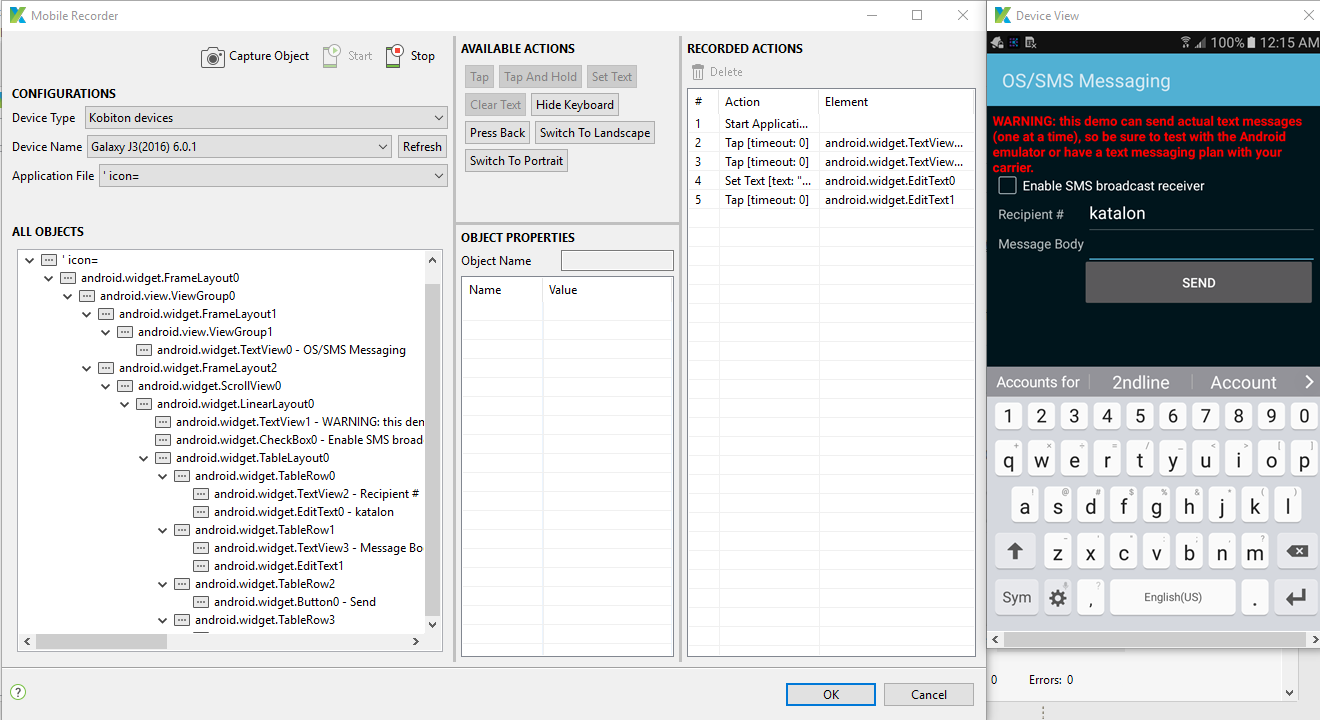 Mobile Recorder
Capture Object
Start
Stop
CONFIGURATIONS
Device Type
Kobiton devices
Device Name
Galaxy J3(2016) 6.0.1
Refresh
Application File
' icon=
ALL OBJECTS
' icon=
android.widget.FrameLayout0
android.view.ViewGroup0
android.widget.FrameLayout1
android.view.ViewGroup1
android.widget.TextView0 - OS/SMS Messaging
android.widget.FrameLayout2
android.widget.ScrollView0
android.widget.LinearLayout0
android.widget.TextView1 - WARNING: this den
android.widget.CheckBox0 - Enable SMS broad
android.widget.TableLayout0
android.widget.TableRow0
android.widget.TextView2 - Recipient #
android.widget.EditText0 - katalon
android.widget.TableRow1
android.widget.TextView3 - Message Bo
android.widget.EditText1
android.widget.TableRow2
android.widget.Button0 - Send
android.widget.TableRow3
AVAILABLE ACTIONS
Tap
Tap And Hold
Set Text
Clear Text
Hide Keyboard
Press Back
Switch To Landscape
Switch To Portrait
OBJECT PROPERTIES
Object Name
Name Value
RECORDED ACTIONS
Delete
# Action Element
1 Start Applicati...
2 Tap [timeout: 0] android.widget.TextView...
3 Tap [timeout: 0] android.widget.TextView...
4 Set Text [text: "... android.widget.EditText0
5 Tap [timeout: 0] android.widget.EditText1
?
OK
Cancel
Device View
100% 12:15 AM
OS/SMS Messaging
WARNING: this demo can send actual text messages
(one at a time), so be sure to test with the Android
emulator or have a text messaging plan with your
carrier.
Enable SMS broadcast receiver
Recipient # katalon
Message Body
SEND
Accounts for 2ndline Account
1 2 3 4 5 6 7 8 9 0
q w e r t y u i o p
a s d f g h j k l
z x c v b n m
Sym , English(US) .
0 Errors: 0